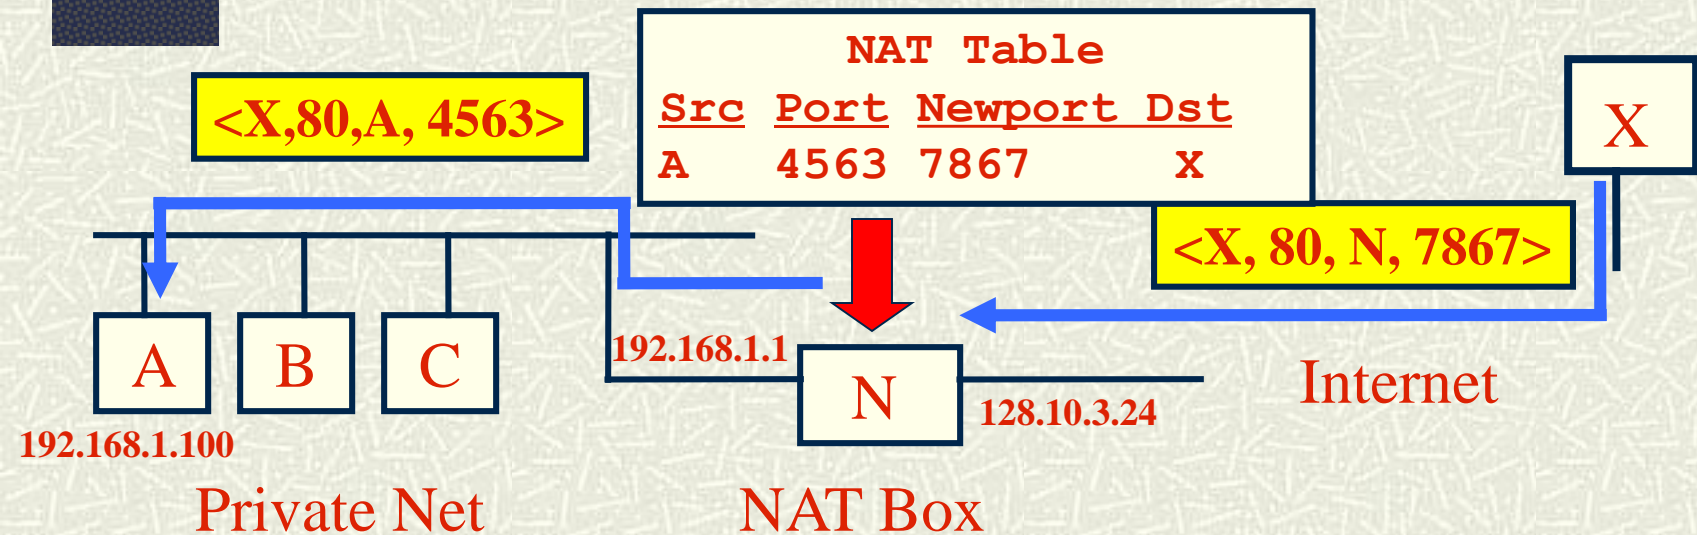 NAT Table
Src Port Newport Dst
A 4563 7867 X
<X,80,A, 4563>
X
<X, 80, N, 7867>
192.168.1.1
A
B
C
N
Internet
128.10.3.24
192.168.1.100
Private Net
NAT Box